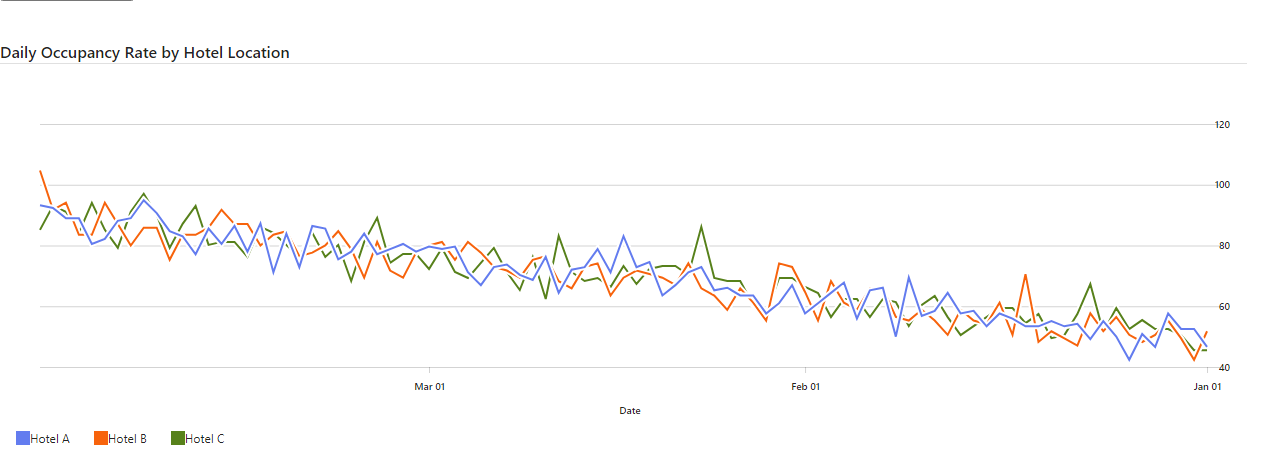 Daily Occupancy Rate by Hotel Location
120
100
80
60
40
Mar 01 Feb 01 Jan 01
Date
Hotel A Hotel B Hotel C